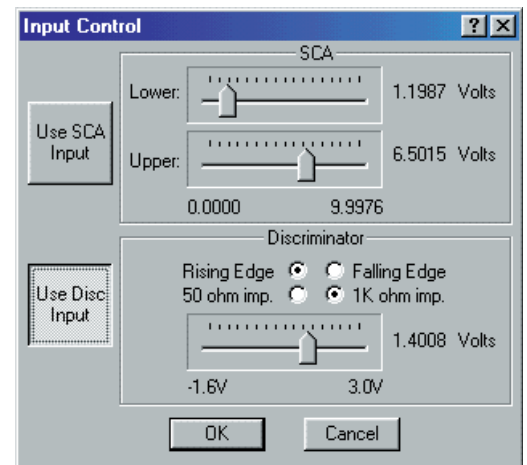 Input Control
SCA
Lower: 1.1987 Volts
Use SCA
Input
Upper: 6.5015 Volts
0.0000 9.9976
Discriminator
Rising Edge Falling Edge
50 ohm imp. 1K ohm imp.
Use Disc
Input
1.4008 Volts
-1.6V 3.0V
OK Cancel